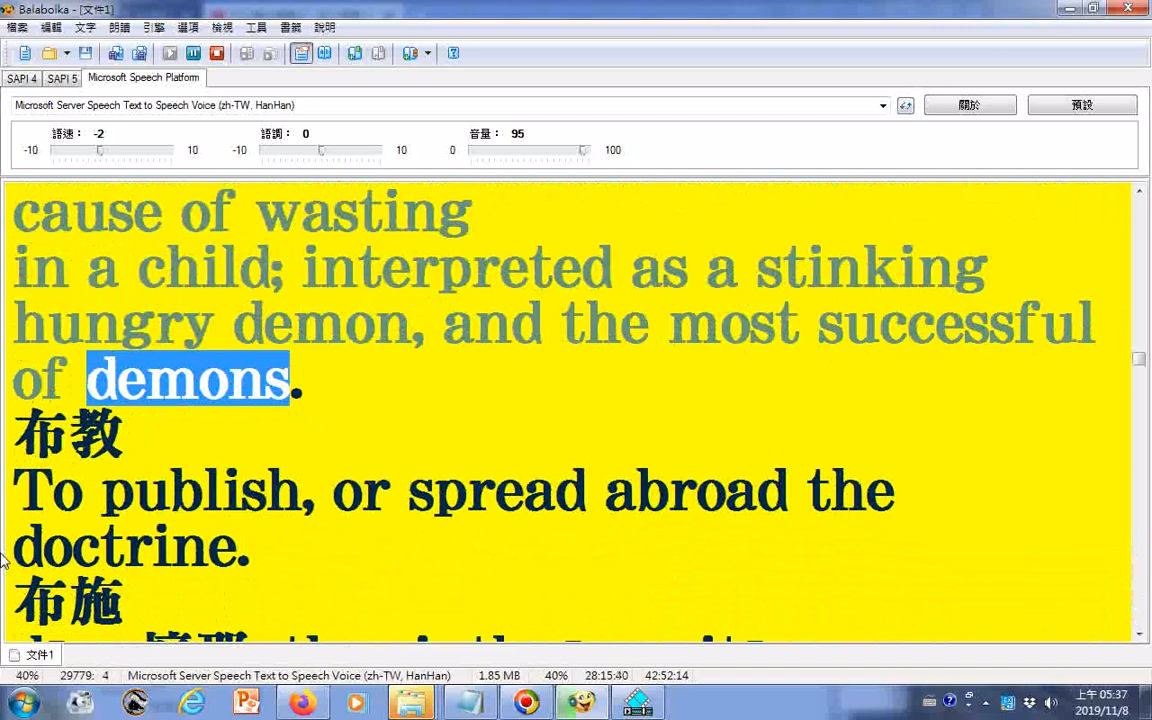 Balabolka - [文件1]
檔案 編輯 文字 朗讀 引擎 選項 檢視 工具 書籤 說明
SAPI 4 SAPI 5 Microsoft Speech Platform
Microsoft Server Speech Text to Speech Voice (zh-TW, HanHan) 關於 預設
語速: -2 語調: 0 音量: 95
-10 10 -10 10 0 100
cause of wasting
in a child; interpreted as a stinking
hungry demon, and the most successful
of demons.
布教
To publish, or spread abroad the
doctrine.
布施
文件1
40% 29779: 4 Microsoft Server Speech Text to Speech Voice (zh-TW, HanHan) 1.85 MB 40% 28:15:40 42:52:14
上午 05:37
2019/11/8